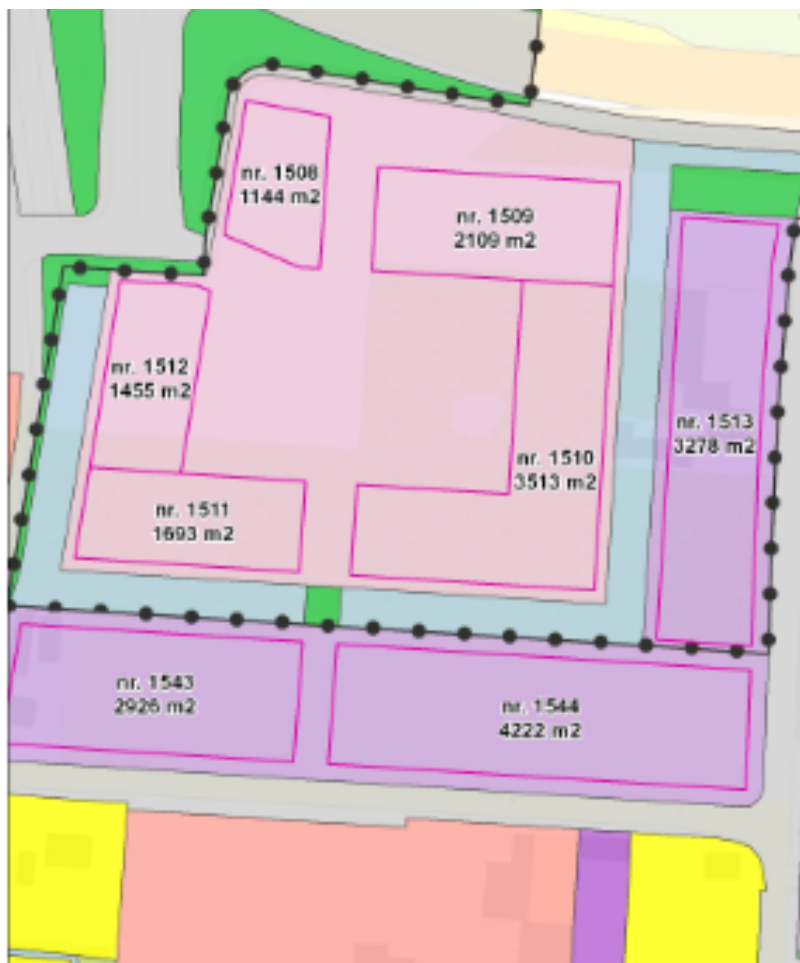 nr. 1508
1144 m2
nr. 1509
2109 m2
nr. 1512
1455 m2
nr. 1513
3278 m2
nr. 1510
3513 m2
nr. 1511
1693 m2
nr. 1543
2926 m2
nr. 1544
4222 m2